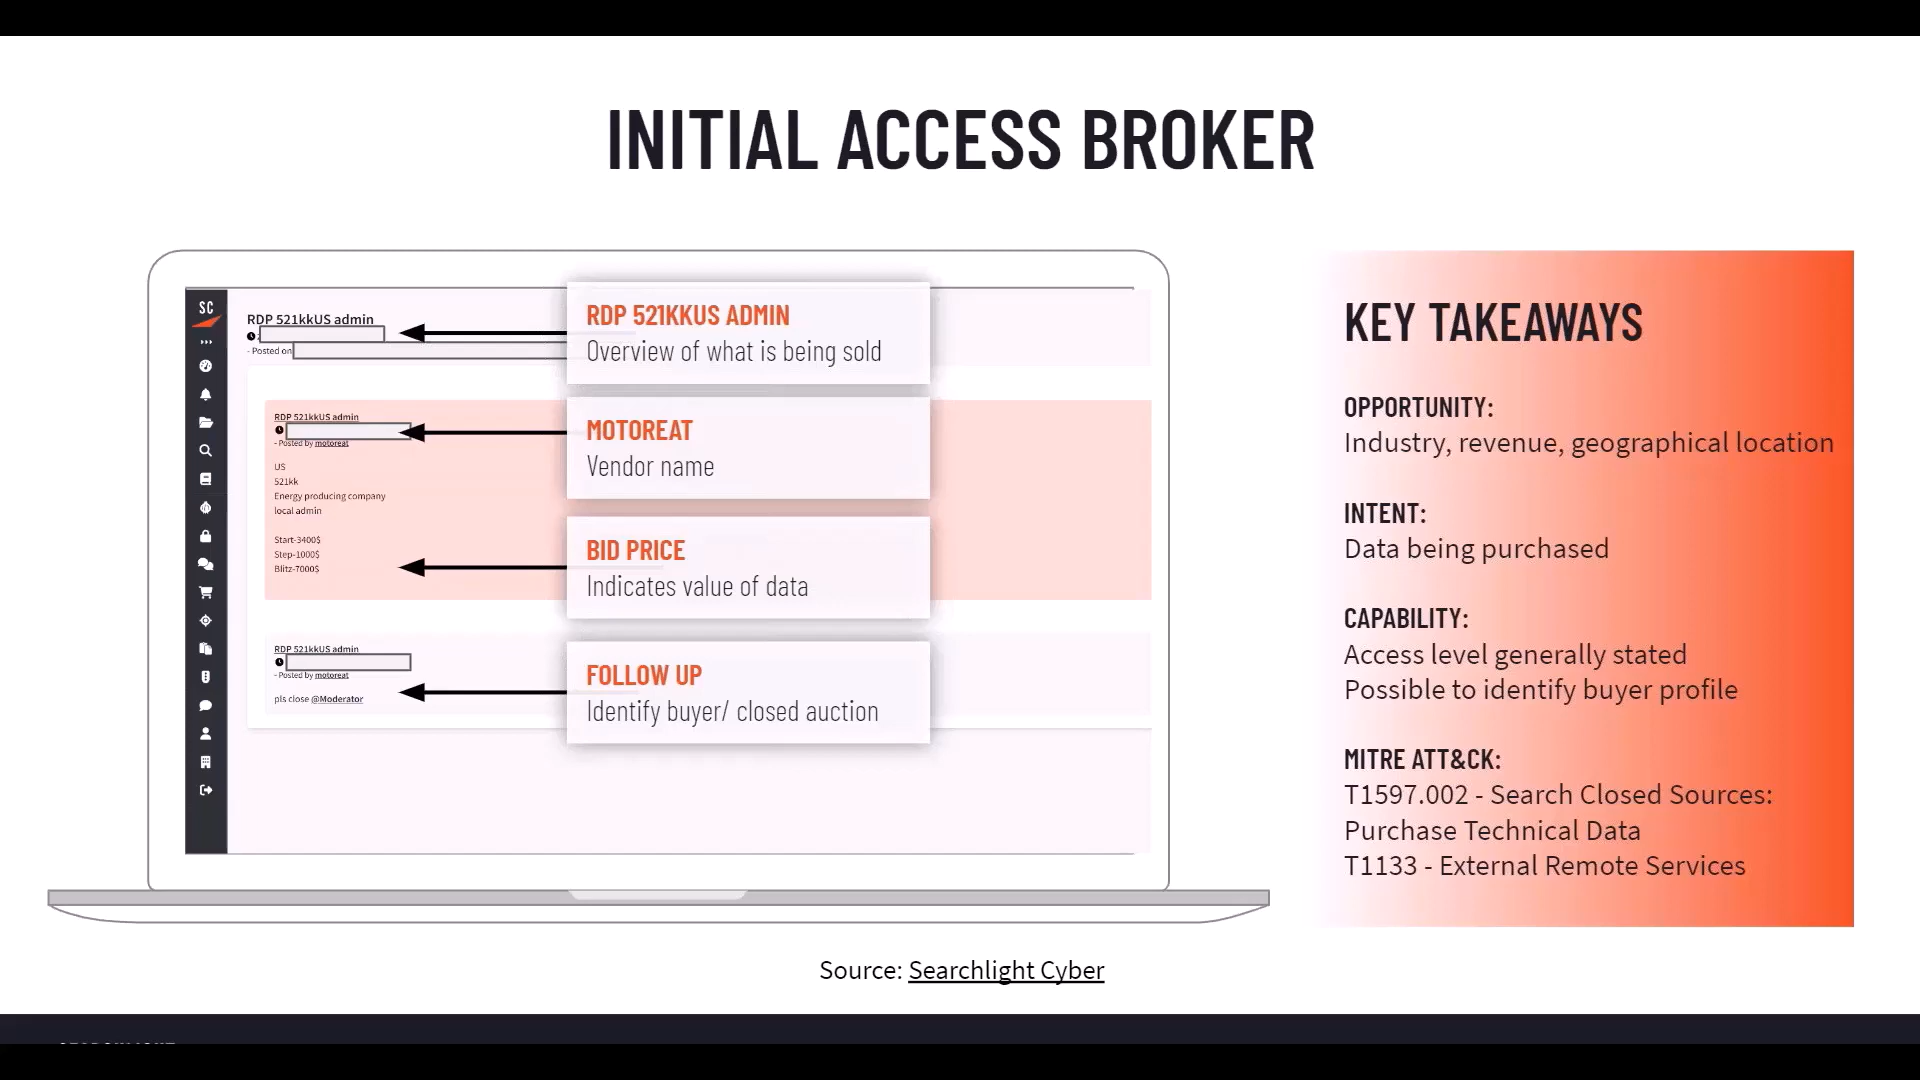 INITIAL ACCESS BROKER
SC
RDP 521kkUS admin
- Posted on
RDP 521kkUS admin
- Posted by motoreat
US
521kk
Energy producing company
local admin
Start-3400$
Step-1000$
Blitz-7000$
RDP 521kkUS admin
- Posted by motoreat
pls close @Moderator
RDP 521KKUS ADMIN
Overview of what is being sold
MOTOREAT
Vendor name
BID PRICE
Indicates value of data
FOLLOW UP
Identify buyer/ closed auction
KEY TAKEAWAYS
OPPORTUNITY:
Industry, revenue, geographical location
INTENT:
Data being purchased
CAPABILITY:
Access level generally stated
Possible to identify buyer profile
MITRE ATT&CK:
T1597.002 - Search Closed Sources:
Purchase Technical Data
T1133 - External Remote Services
Source: Searchlight Cyber